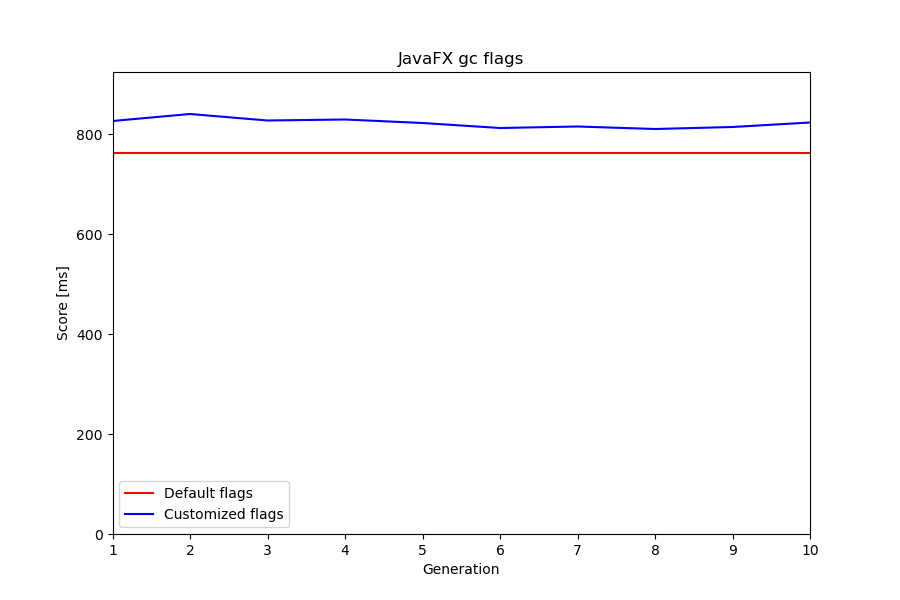 JavaFX gc flags
Score [ms]
800
600
400
200
0
Default flags
Customized flags
1 2 3 4 5 6 7 8 9 10
Generation